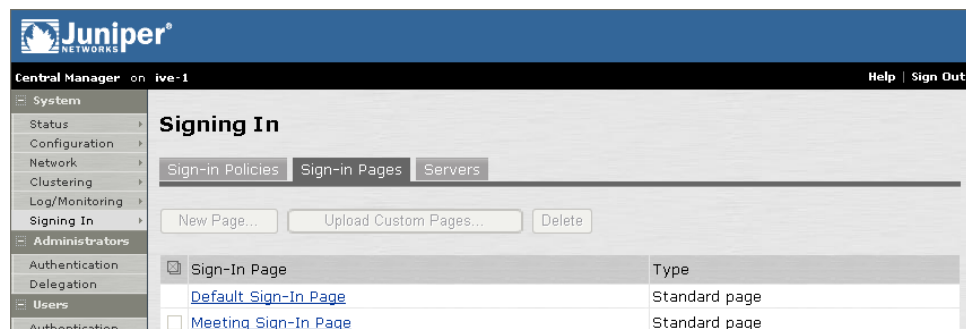 Juniper®
NETWORKS
Central Manager on ive-1 Help | Sign Out
System
Status
Configuration
Network
Clustering
Log/Monitoring
Signing In
Administrators
Authentication
Delegation
Users
Authentication
Signing In
Sign-in Policies Sign-in Pages Servers
New Page... Upload Custom Pages... Delete
Sign-In Page Type
Default Sign-In Page Standard page
Meeting Sign-In Page Standard page